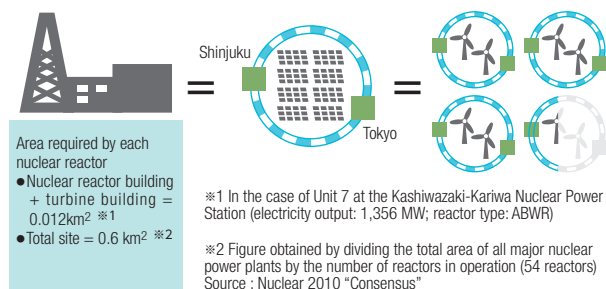 Shinjuku
Tokyo
Area required by each
nuclear reactor
●Nuclear reactor building
+ turbine building =
0.012km² ※1
●Total site = 0.6 km² ※2
※1 In the case of Unit 7 at the Kashiwazaki-Kariwa Nuclear Power
Station (electricity output: 1,356 MW; reactor type: ABWR)
※2 Figure obtained by dividing the total area of all major nuclear
power plants by the number of reactors in operation (54 reactors)
Source : Nuclear 2010 “Consensus”